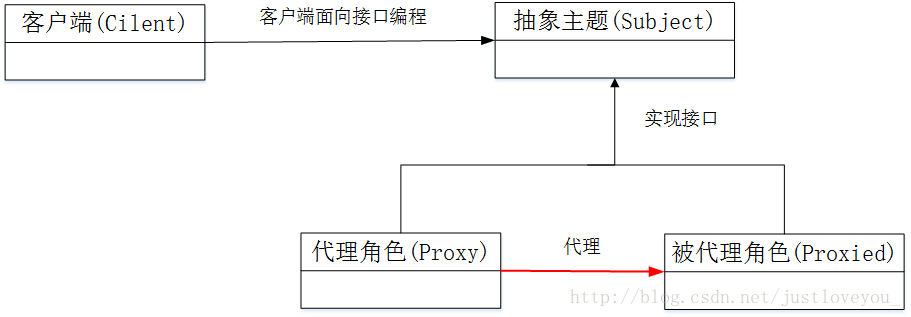 客户端(Cilent)
客户端面向接口编程
抽象主题(Subject)
实现接口
代理角色(Proxy)
代理
被代理角色(Proxied)
http://blog.csdn.net/justloveyou_